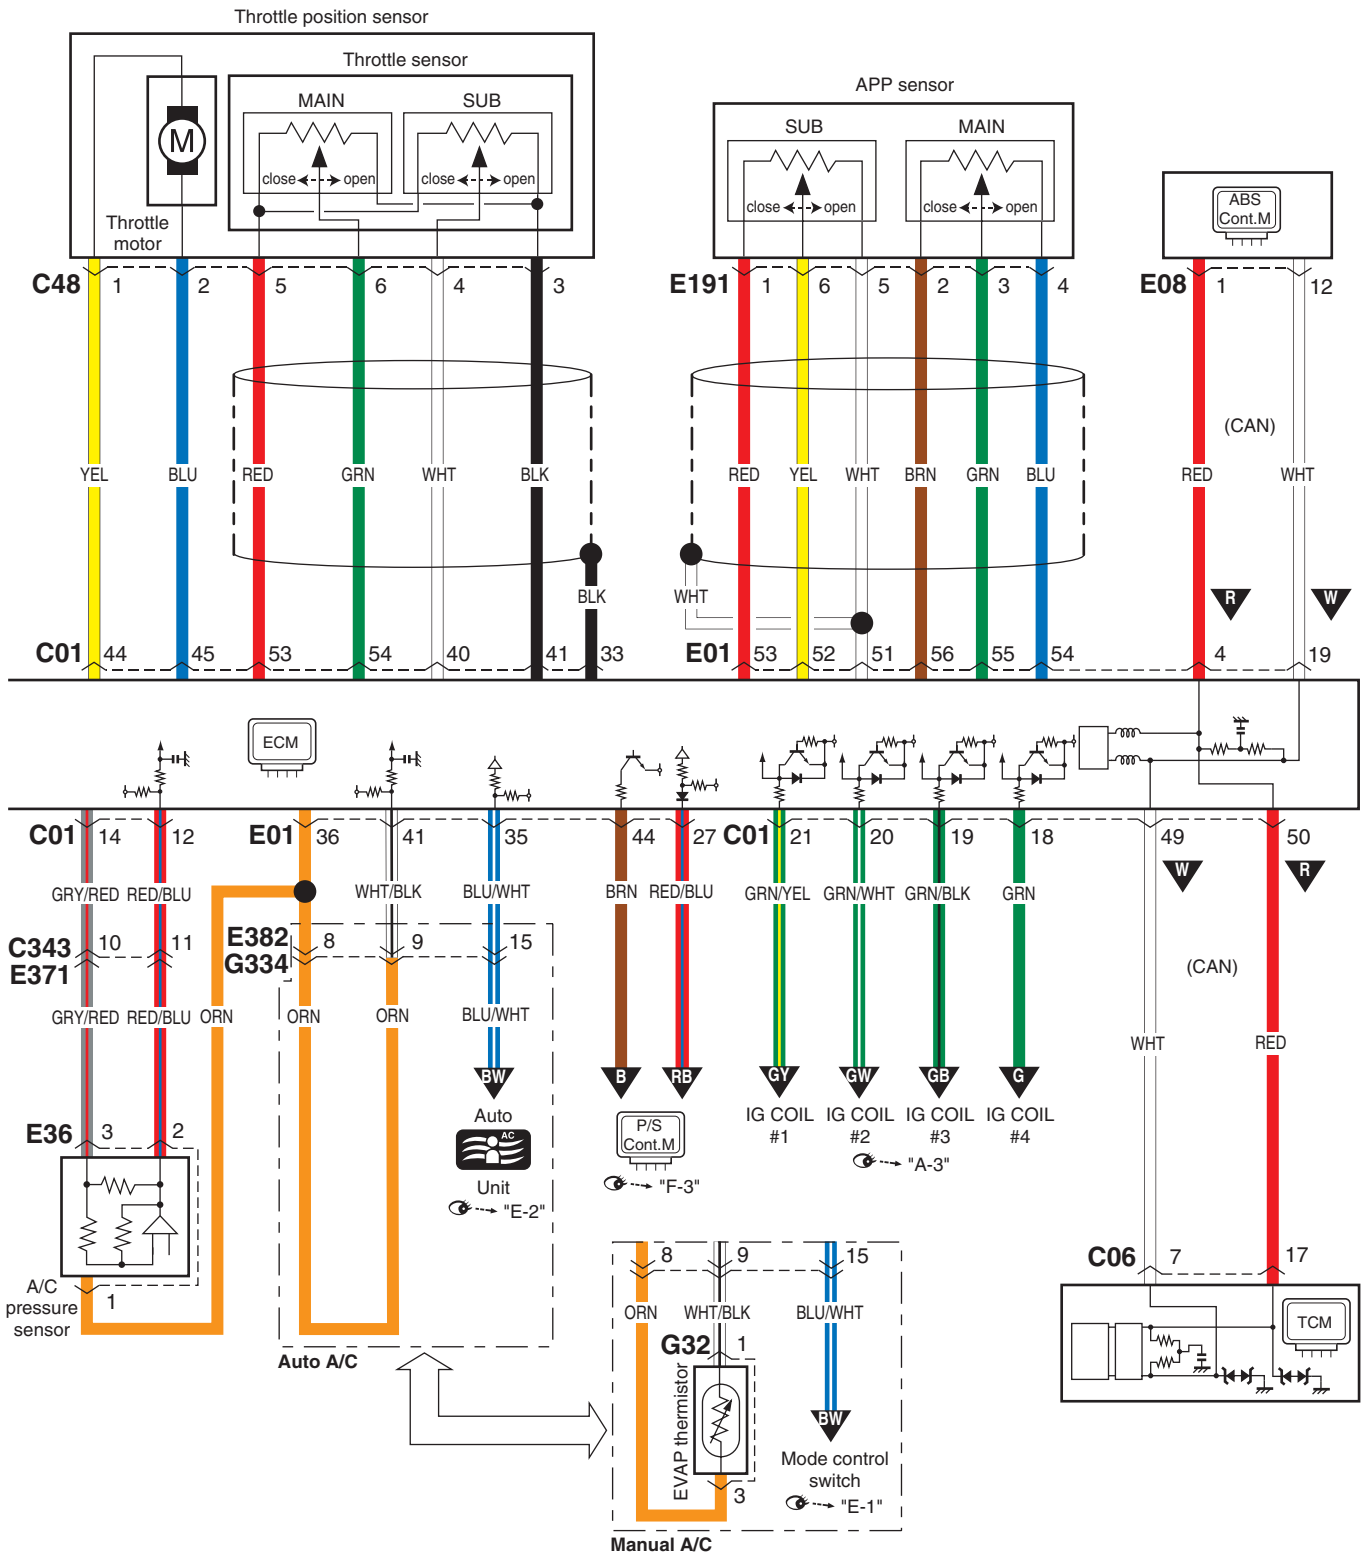 Throttle position sensor
Throttle sensor
MAIN SUB
close open close open
M
Throttle
motor
APP sensor
SUB MAIN
close open close open
ABS
Cont.M
C48 1 2 5 6 4 3
E191 1 6 5 2 3 4
E08 1 12
(CAN)
YEL BLU RED GRN WHT BLK
RED YEL WHT BRN GRN BLU
RED WHT
BLK
WHT
R W
C01 44 45 53 54 40 41 33
E01 53 52 51 56 55 54 4 19
ECM
C01 14 12
E01 36 41 35 44 27
C01 21 20 19 18 49 50
W R
GRY/RED RED/BLU WHT/BLK BLU/WHT BRN RED/BLU GRN/YEL GRN/WHT GRN/BLK GRN
C343 10 11
E371
E382 8 9 15
G334
(CAN)
GRY/RED RED/BLU ORN ORN ORN BLU/WHT
WHT RED
BW B RB GY GW GB G
Auto
AC
Unit
"E-2"
P/S
Cont.M
"F-3"
IG COIL
#1
IG COIL
#2
IG COIL
#3
IG COIL
#4
"A-3"
E36 3 2
A/C
pressure
sensor
1
Auto A/C
8 9 15
ORN WHT/BLK BLU/WHT
G32 1
EVAP thermistor
3
BW
Mode control
switch
"E-1"
Manual A/C
C06 7 17
TCM